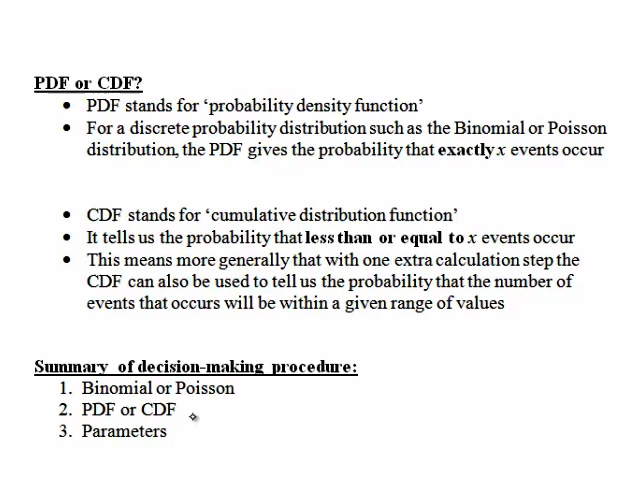 PDF or CDF?
• PDF stands for ‘probability density function’
• For a discrete probability distribution such as the Binomial or Poisson
distribution, the PDF gives the probability that exactly x events occur
• CDF stands for ‘cumulative distribution function’
• It tells us the probability that less than or equal to x events occur
• This means more generally that with one extra calculation step the
CDF can also be used to tell us the probability that the number of
events that occurs will be within a given range of values
Summary of decision-making procedure:
1. Binomial or Poisson
2. PDF or CDF
3. Parameters